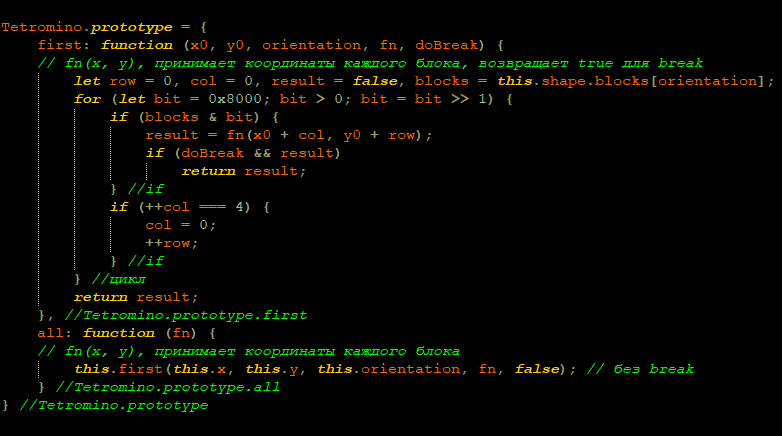 Tetromino.prototype = {
    first: function (x0, y0, orientation, fn, doBreak) {
    // fn(x, y), принимает координаты каждого блока, возвращает true для break
        let row = 0, col = 0, result = false, blocks = this.shape.blocks[orientation];
        for (let bit = 0x8000; bit > 0; bit = bit >> 1) {
            if (blocks & bit) {
                result = fn(x0 + col, y0 + row);
                if (doBreak && result)
                    return result;
            } //if
            if (++col === 4) {
                col = 0;
                ++row;
            } //if
        } //цикл
        return result;
    }, //Tetromino.prototype.first
    all: function (fn) {
    // fn(x, y), принимает координаты каждого блока
        this.first(this.x, this.y, this.orientation, fn, false); // без break
    } //Tetromino.prototype.all
} //Tetromino.prototype